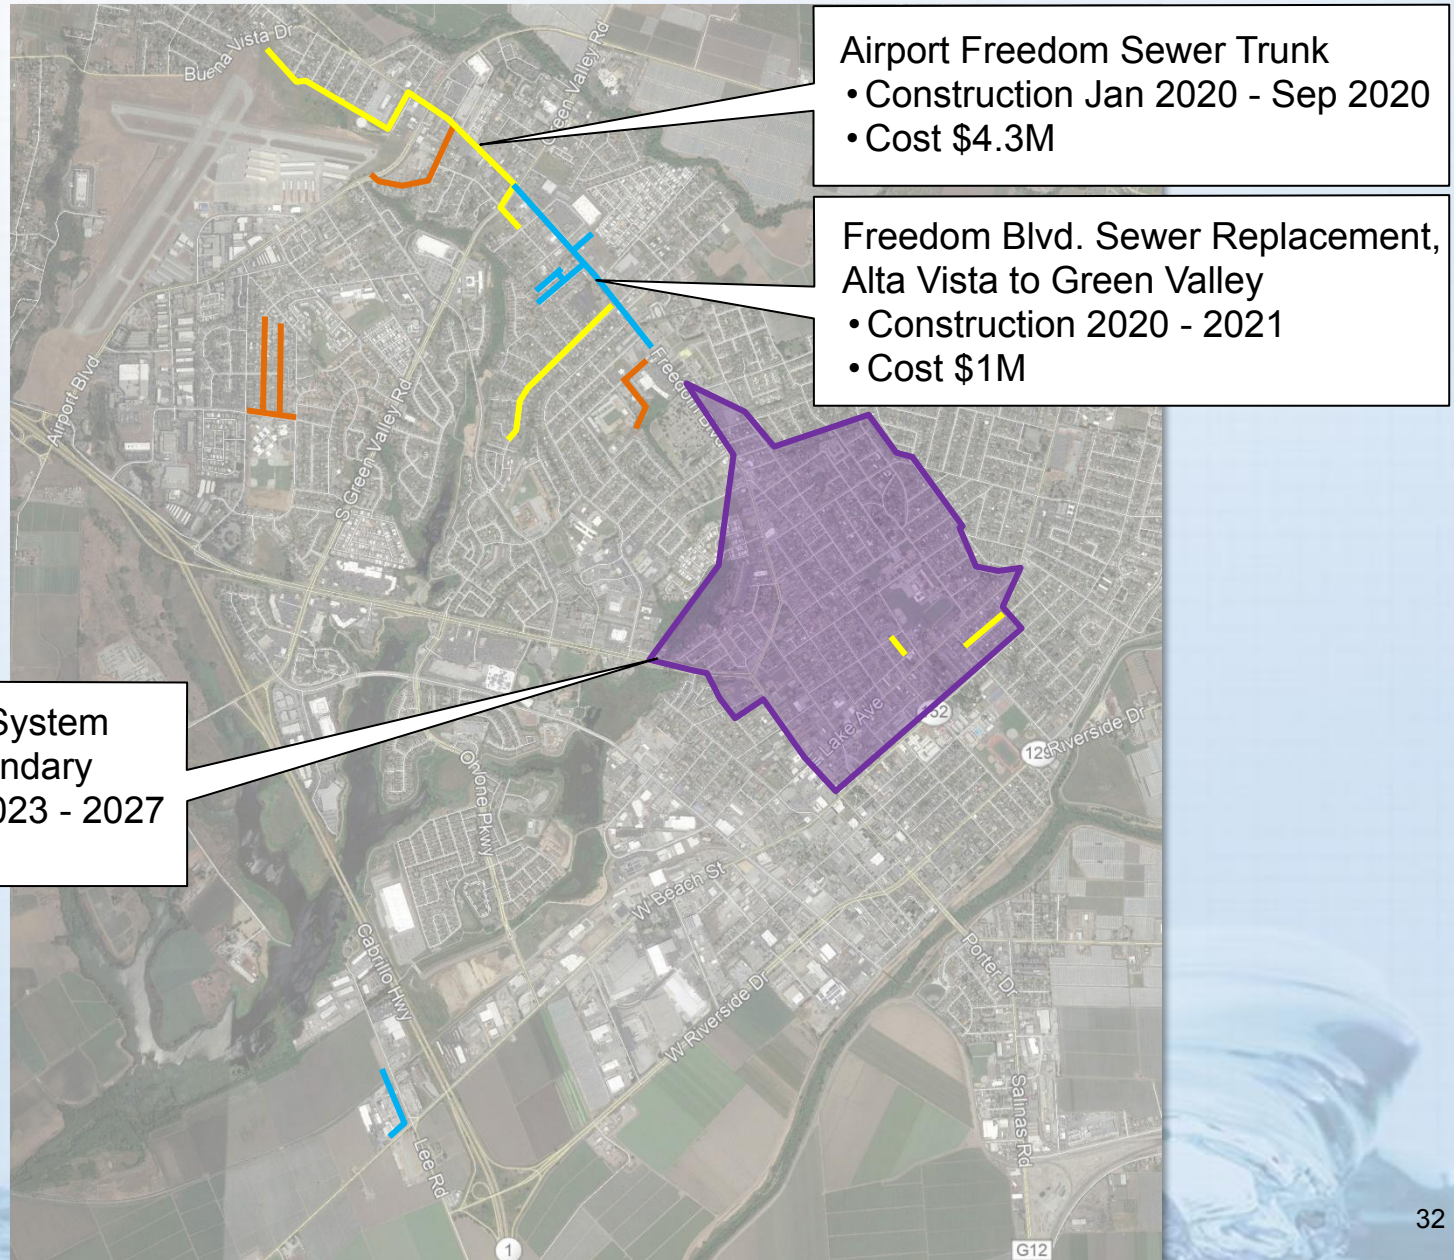 Airport Freedom Sewer Trunk
• Construction Jan 2020 - Sep 2020
• Cost $4.3M
Freedom Blvd. Sewer Replacement,
Alta Vista to Green Valley
• Construction 2020 - 2021
• Cost $1M
System
ndary
023 - 2027
Buena Vista Dr
Green Valley Rd
Airport Blvd
S Green Valley Rd
Freedom Blvd
Lake Ave
152
129
Riverside Dr
Ohlone Pkwy
W Beach St
Cabrillo Hwy
W Riverside Dr
Porter Dr
Salinas Rd
Lee Rd
1
G12
32